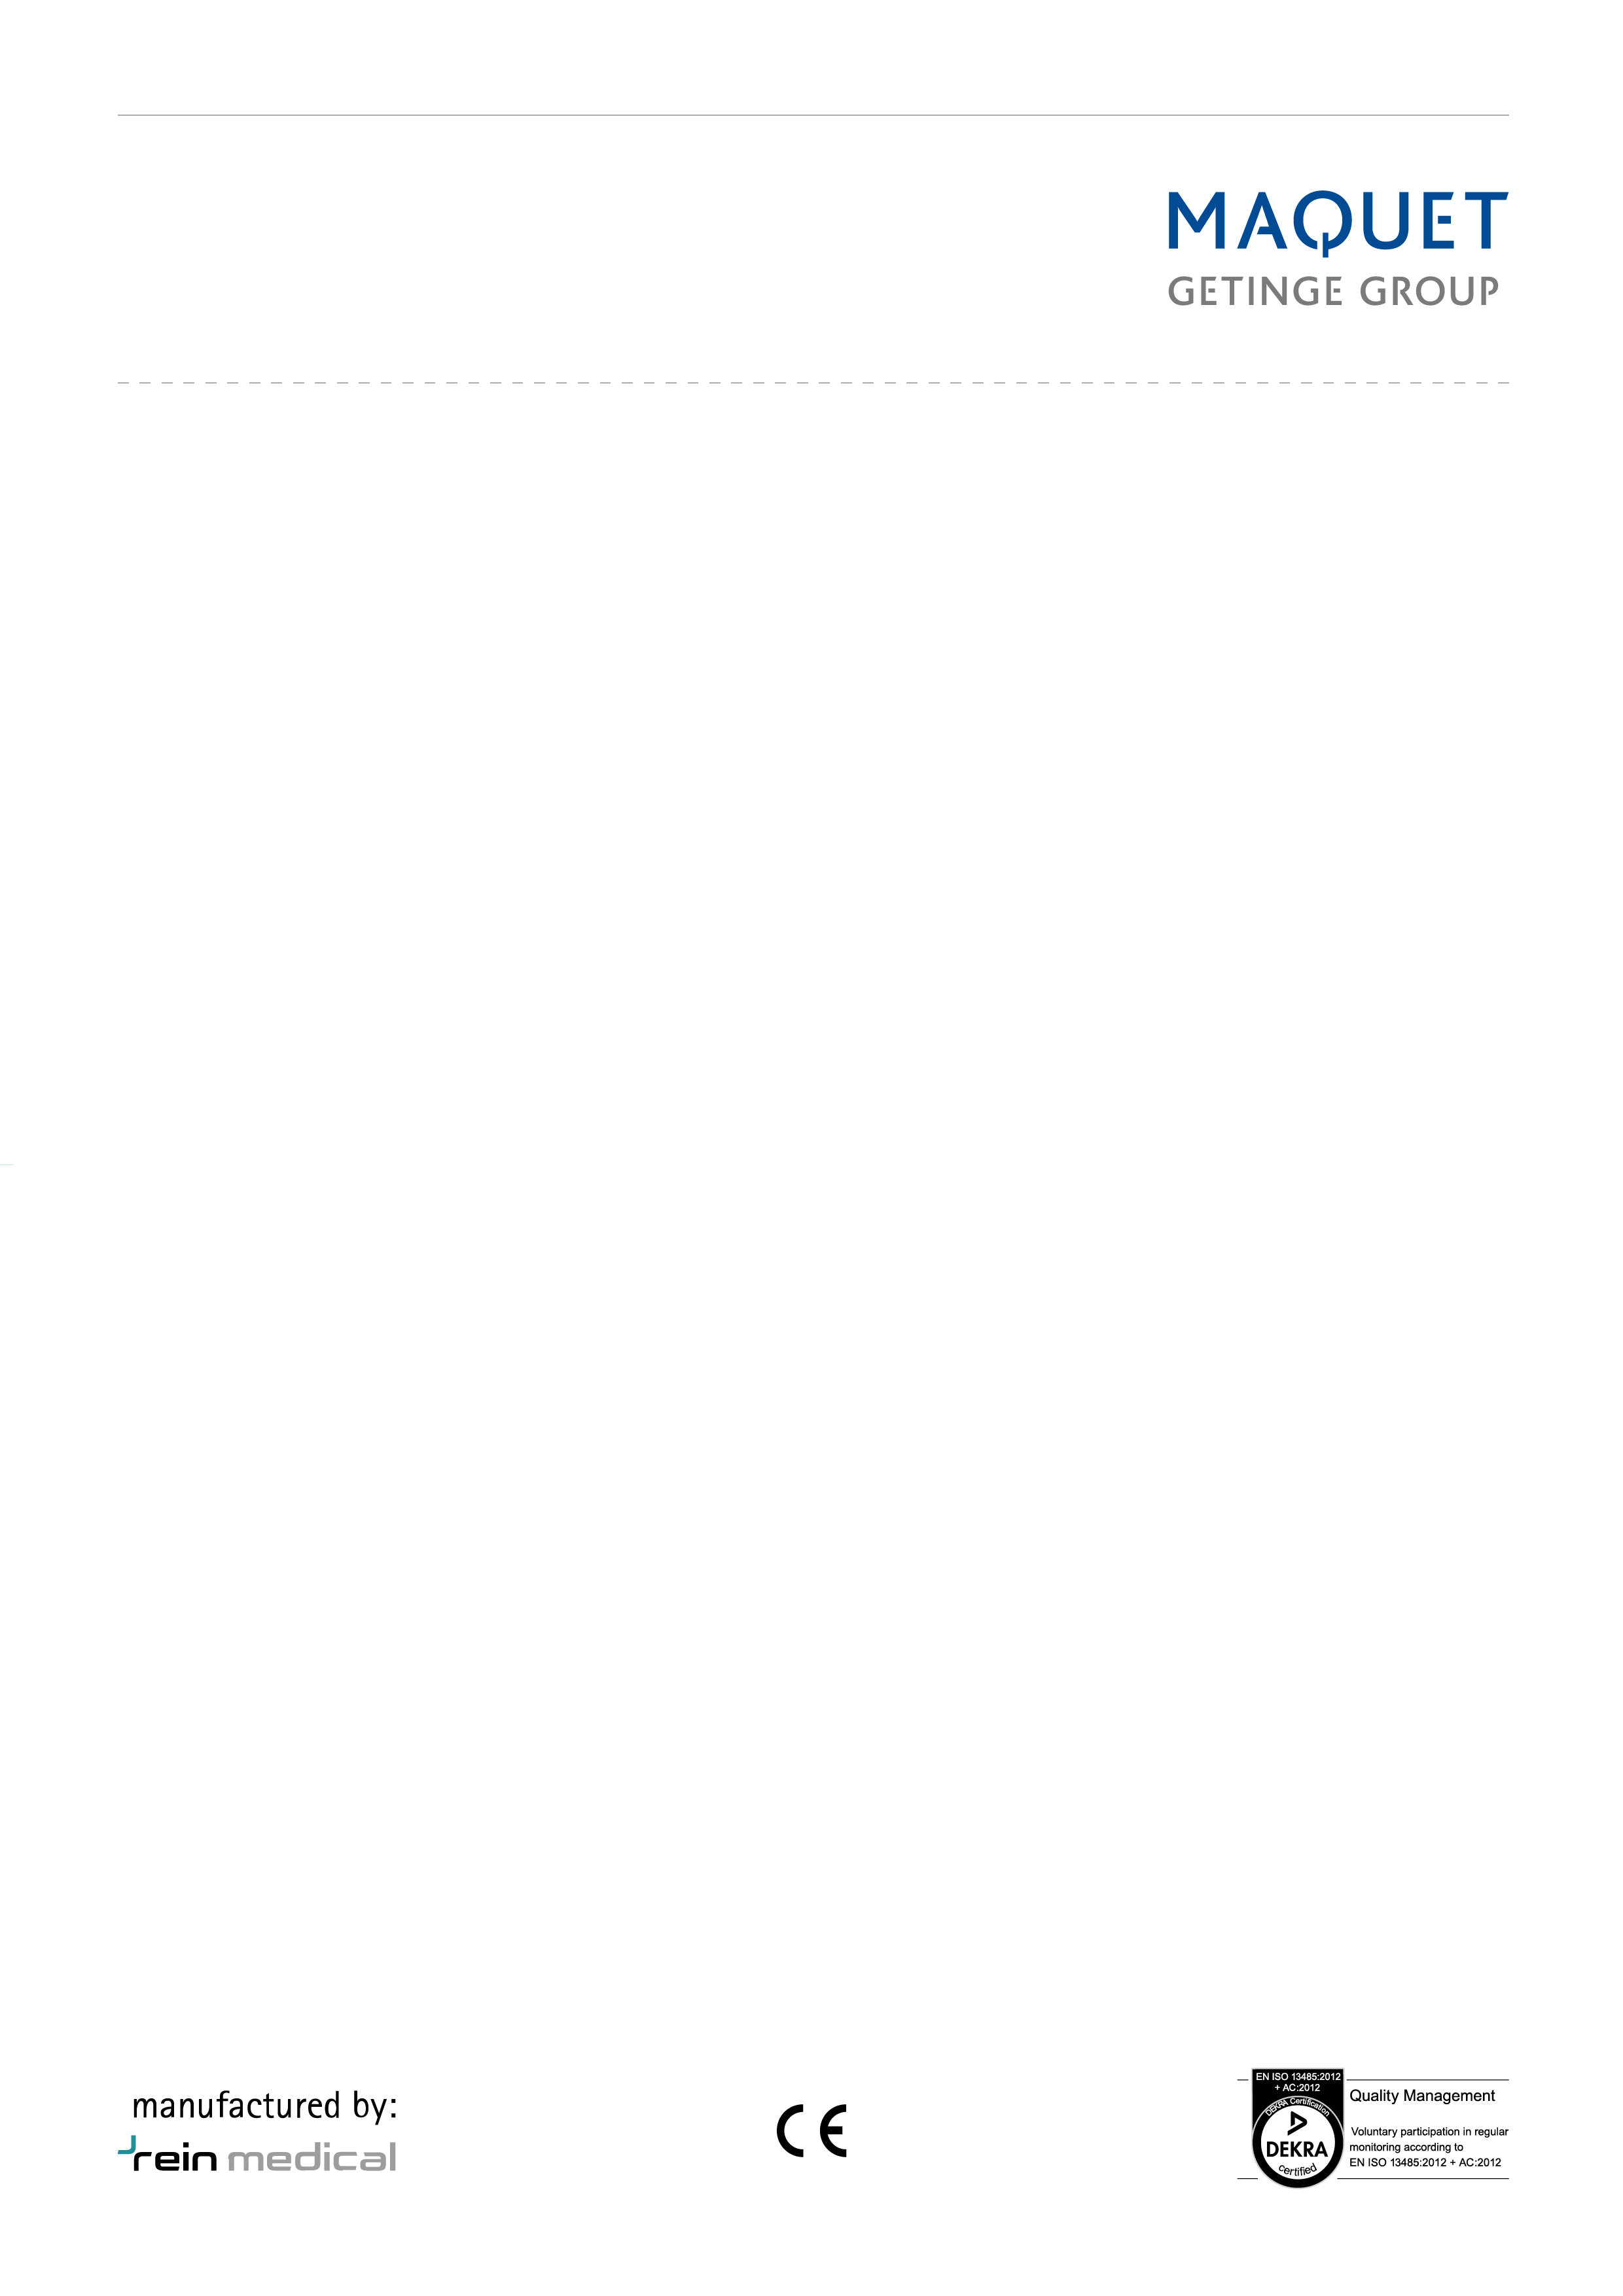 MAQUET
GETINGE GROUP
manufactured by:
rein medical
CE
EN ISO 13485:2012
+ AC:2012
DEKRA Certification
DEKRA
certified
Quality Management
Voluntary participation in regular
monitoring according to
EN ISO 13485:2012 + AC:2012